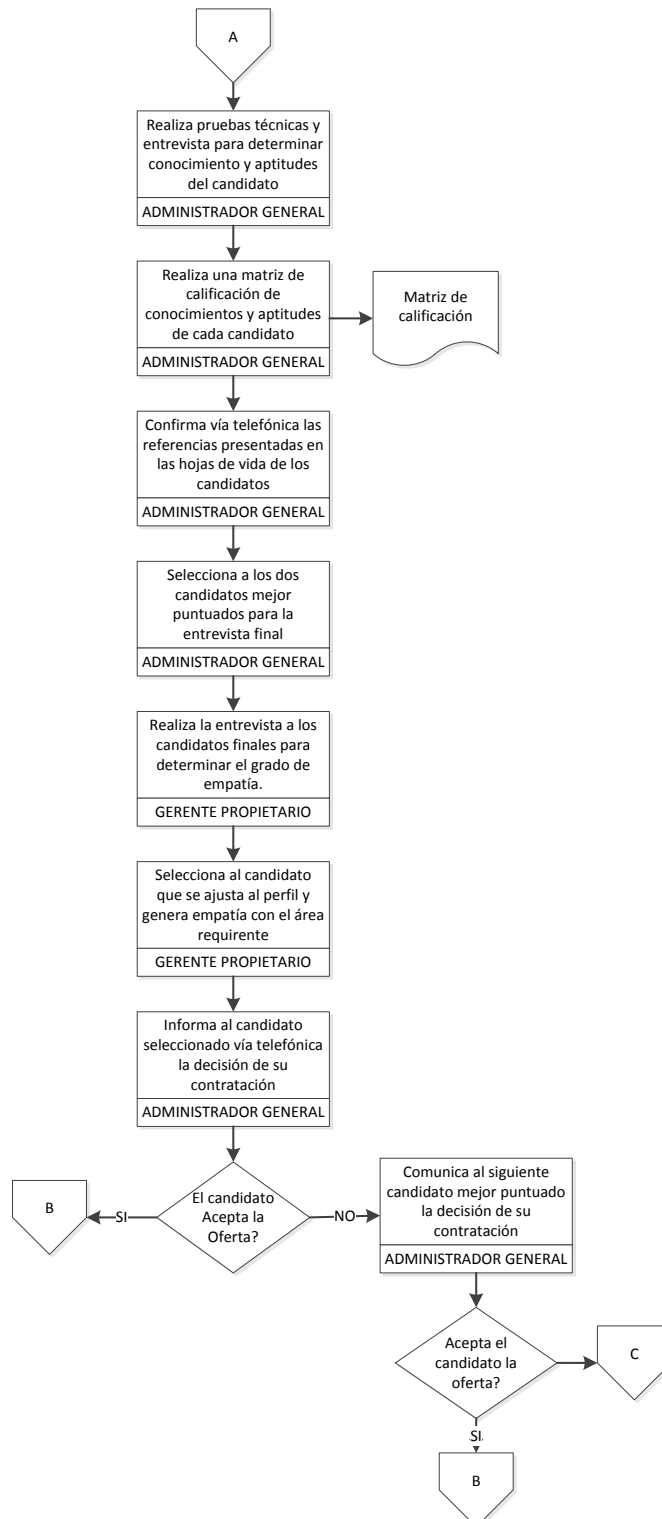 A
Realiza pruebas técnicas y
entrevista para determinar
conocimiento y aptitudes
del candidato
ADMINISTRADOR GENERAL
Realiza una matriz de
calificación de
conocimientos y aptitudes
de cada candidato
ADMINISTRADOR GENERAL
Matriz de
calificación
Confirma vía telefónica las
referencias presentadas en
las hojas de vida de los
candidatos
ADMINISTRADOR GENERAL
Selecciona a los dos
candidatos mejor
puntuados para la
entrevista final
ADMINISTRADOR GENERAL
Realiza la entrevista a los
candidatos finales para
determinar el grado de
empatía.
GERENTE PROPIETARIO
Selecciona al candidato
que se ajusta al perfil y
genera empatía con el área
requirente
GERENTE PROPIETARIO
Informa al candidato
seleccionado vía telefónica
la decisión de su
contratación
ADMINISTRADOR GENERAL
El candidato
Acepta la
Oferta?
SI
B
NO
Comunica al siguiente
candidato mejor puntuado
la decisión de su
contratación
ADMINISTRADOR GENERAL
Acepta el
candidato la
oferta?
C
SI
B